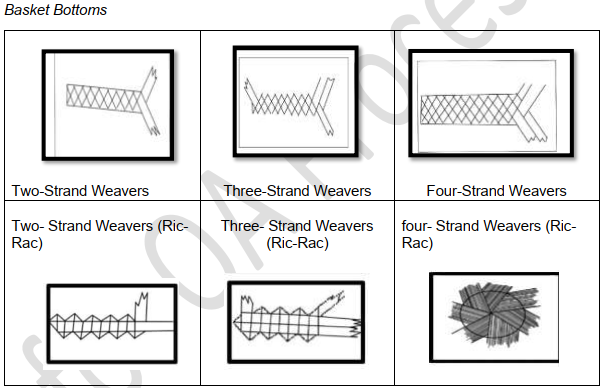 Basket Bottoms
Two-Strand Weavers
Three-Strand Weavers
Four-Strand Weavers
Two- Strand Weavers (Ric-
Rac)
Three- Strand Weavers
(Ric-Rac)
four- Strand Weavers (Ric-
Rac)